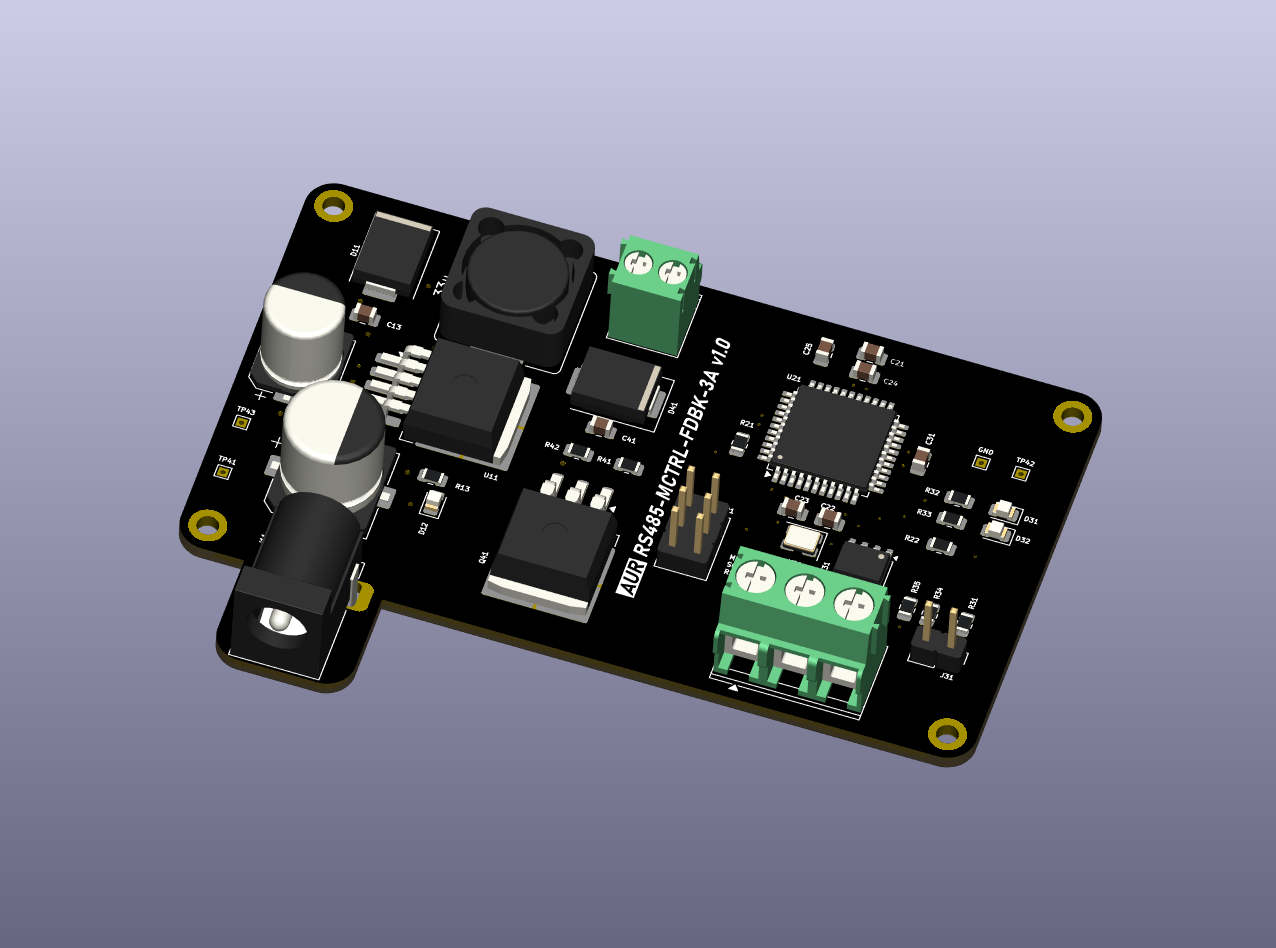 D11
33u
C13
TP43
TP41
U11
R13
D12
R42
R41
C41
D41
Q41
AUR RS485-MCTRL-FDBK-3A v1.0
C25
C21
C24
U21
R21
C31
GND
TP42
C23
C22
R32
R33
R22
D31
D32
R35
R34
R31
J31